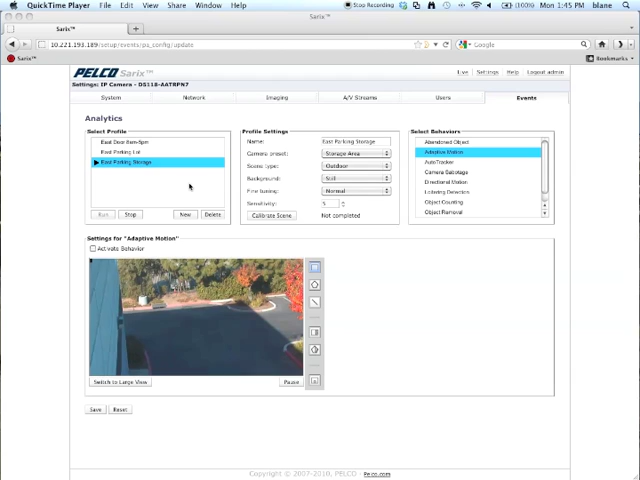 QuickTime Player File Edit View Share Window Help Stop Recording (100%) Mon 1:45 PM blane
Sarix™
Sarix™
10.221.193.189/setup/events/pa_config/update Google
Sarix™ Bookmarks
PELCO Sarix™ Live Settings Help Logout admin
Settings: IP Camera - DS11B-AATRPN7
System Network Imaging A/V Streams Users Events
Analytics
Select Profile
East Door 8am-5pm
East Parking Lot
East Parking Storage
Run Stop New Delete
Profile Settings
Name: East Parking Storage
Camera preset: Storage Area
Scene type: Outdoor
Background: Still
Fine tuning: Normal
Sensitivity: 5
Calibrate Scene Not completed
Select Behaviors
Abandoned Object
Adaptive Motion
AutoTracker
Camera Sabotage
Directional Motion
Loitering Detection
Object Counting
Object Removal
Settings for "Adaptive Motion"
Activate Behavior
Switch to Large View Pause
Save Reset
Copyright © 2007-2010, PELCO - Pelco.com